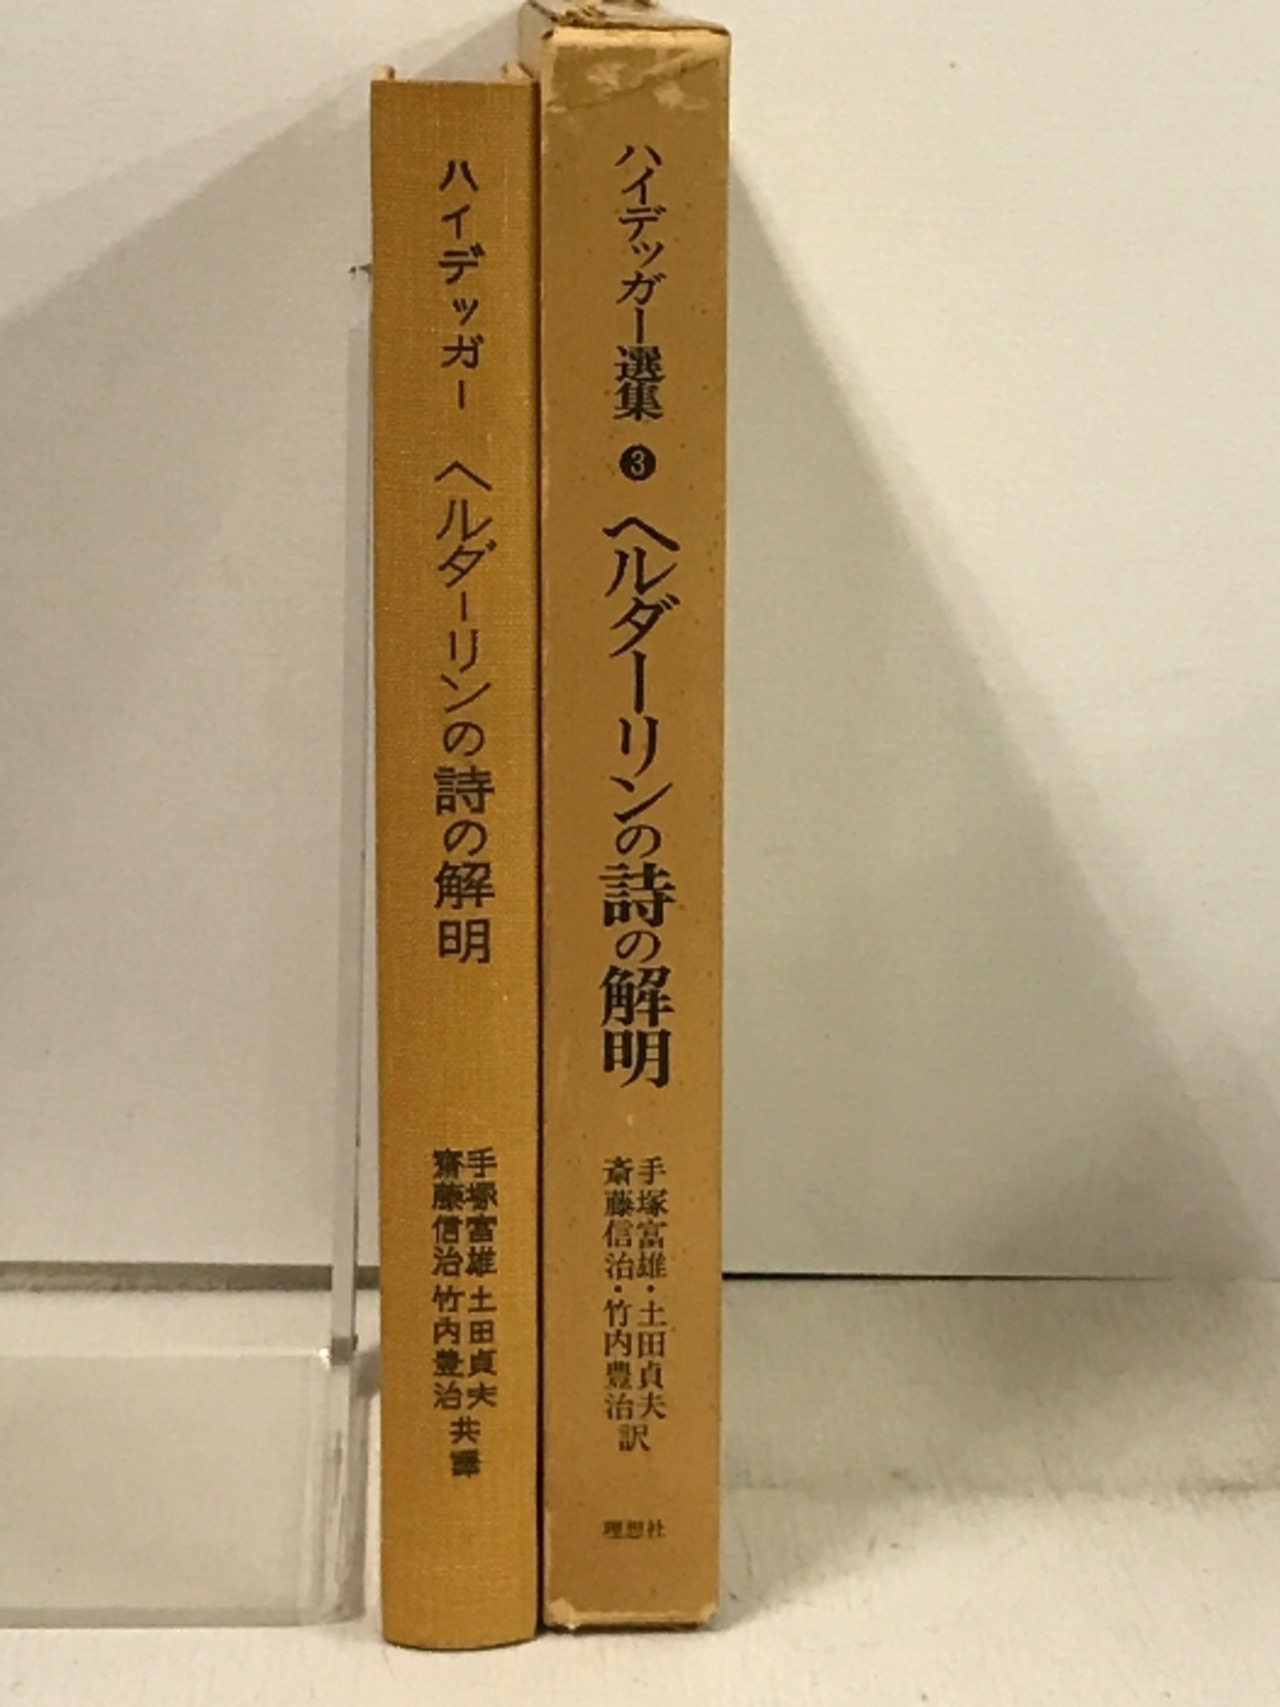 ハイデッガー選集 3 ヘルダーリンの詩の解明
手塚富雄・土田貞夫
斎藤信治・竹内豊治
訳
理想社
ハイデッガー ヘルダーリンの詩の解明
手塚富雄 土田貞夫
齋藤信治 竹内豊治
共譯